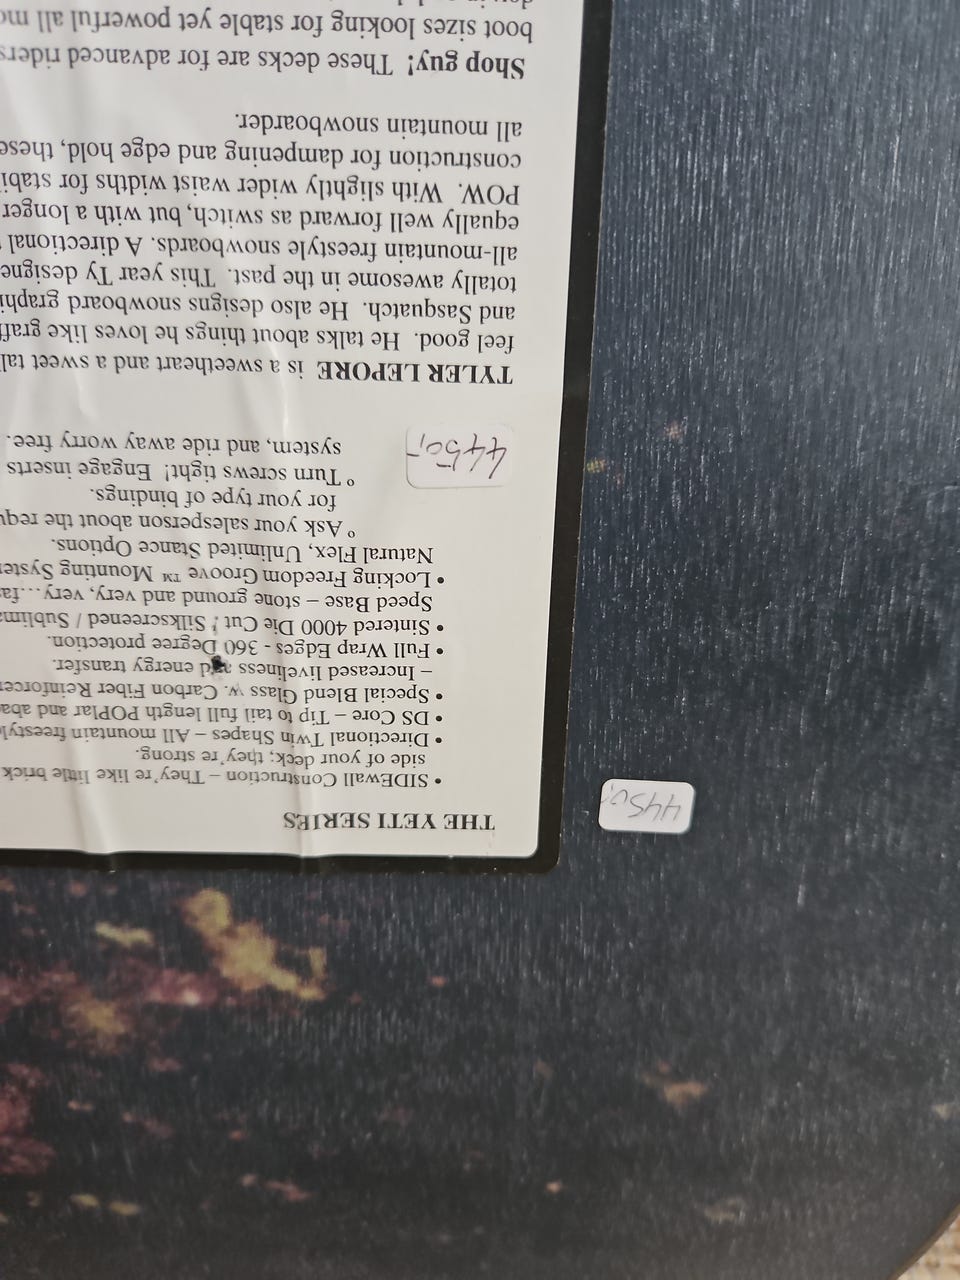 THE YETI SERIES
• SIDEWall Construction – They're like little brick
side of your deck; they're strong.
• Directional Twin Shapes – All mountain freestyl
• DS Core – Tip to tail full length POPlar and aba
• Special Blend Glass w. Carbon Fiber Reinforce
– Increased liveliness and energy transfer.
• Full Wrap Edges - 360 Degree protection.
• Sintered 4000 Die Cut / Silkscreened / Sublima
Speed Base – stone ground and very, very…fas
• Locking Freedom Groove ™ Mounting System
Natural Flex, Unlimited Stance Options.
° Ask your salesperson about the requ
for your type of bindings.
° Turn screws tight! Engage inserts
system, and ride away worry free.
4450,-
TYLER LEPORE is a sweetheart and a sweet tal
feel good. He talks about things he loves like graff
and Sasquatch. He also designs snowboard graphi
totally awesome in the past. This year Ty designe
all-mountain freestyle snowboards. A directional
equally well forward as switch, but with a longer
POW. With slightly wider waist widths for stabi
construction for dampening and edge hold, these
all mountain snowboarder.
Shop guy! These decks are for advanced riders
boot sizes looking for stable yet powerful all mo
4450,